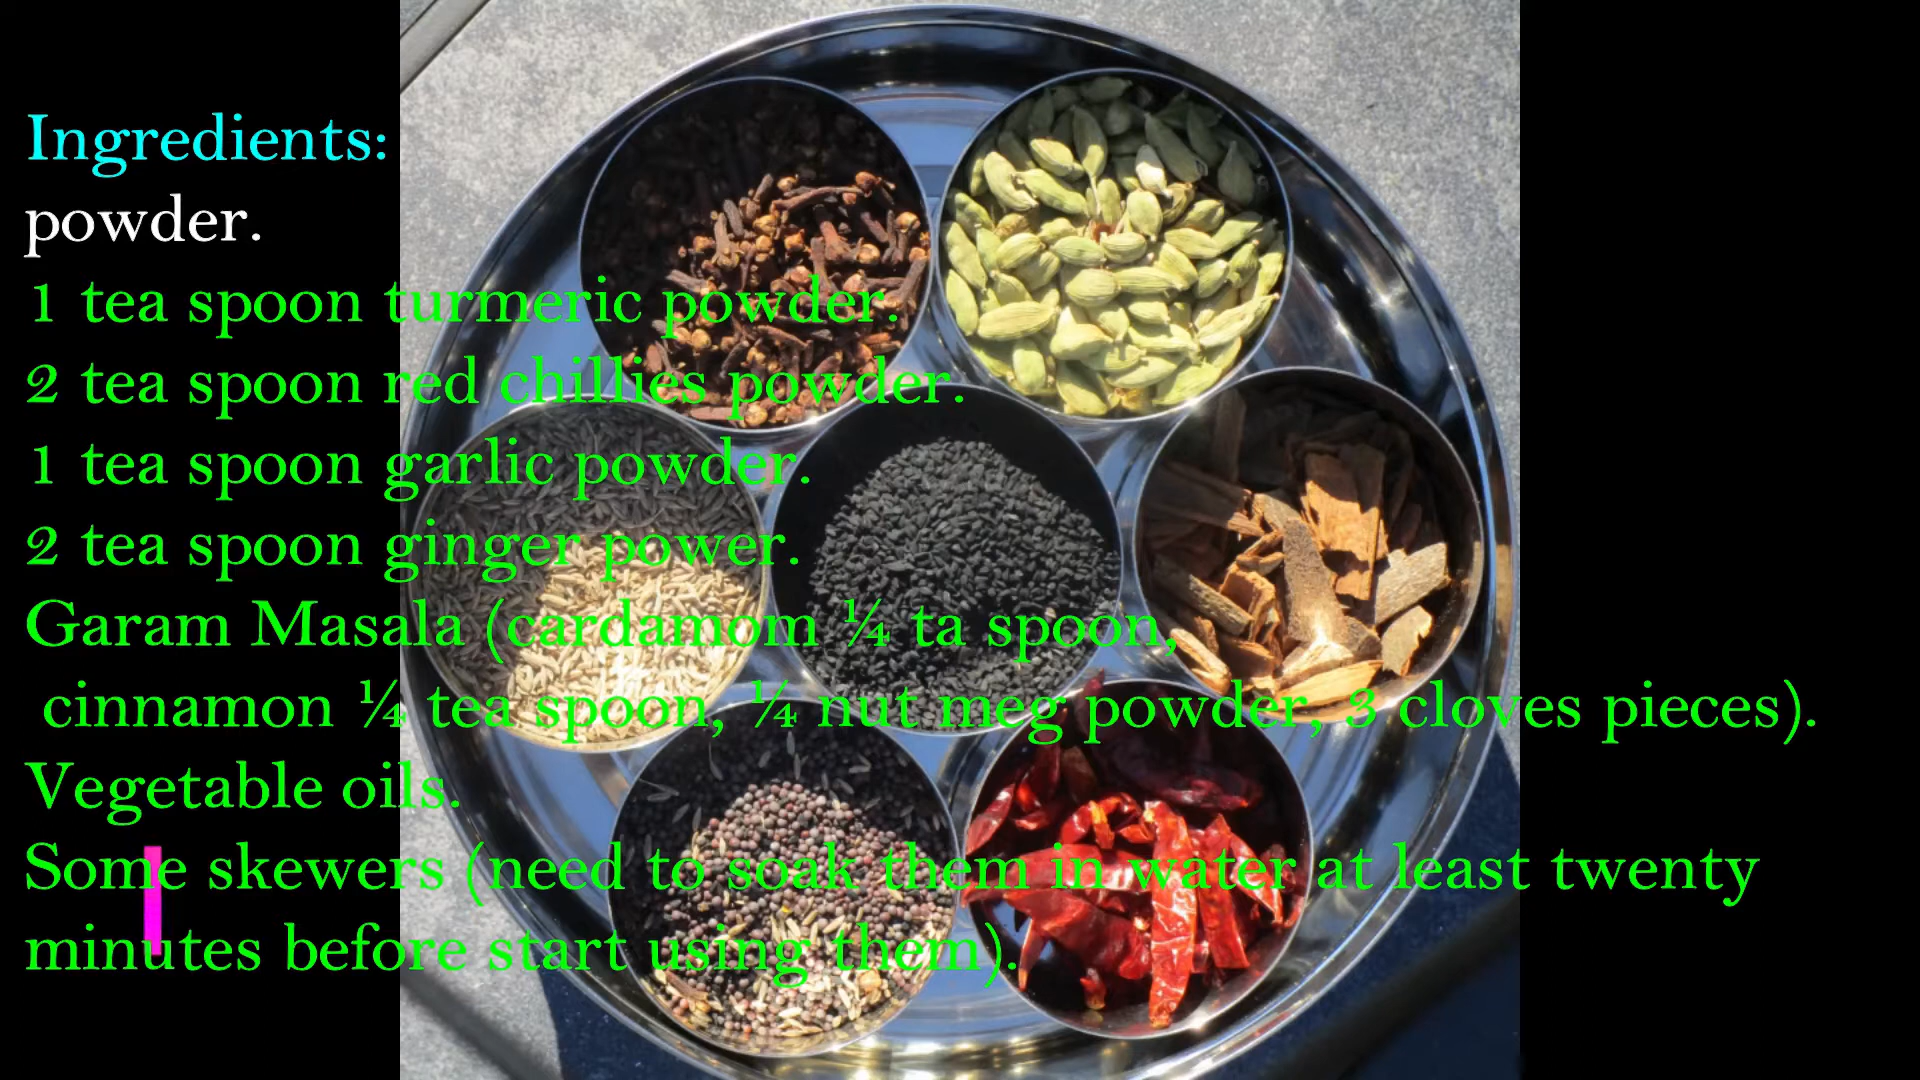 Ingredients:
powder.
1 tea spoon turmeric powder.
2 tea spoon red chillies powder.
1 tea spoon garlic powder.
2 tea spoon ginger power.
Garam Masala (cardamom ¼ ta spoon,
cinnamon ¼ tea spoon, ¼ nut meg powder, 3 cloves pieces).
Vegetable oils.
Some skewers (need to soak them in water at least twenty
minutes before start using them).